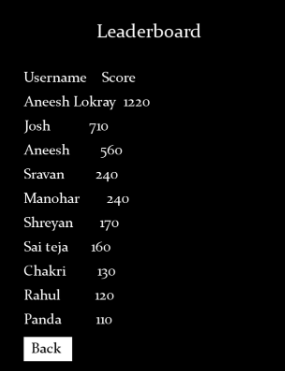 Leaderboard
Username Score
Aneesh Lokray 1220
Josh 710
Aneesh 560
Sravan 240
Manohar 240
Shreyan 170
Sai teja 160
Chakri 130
Rahul 120
Panda 110
Back